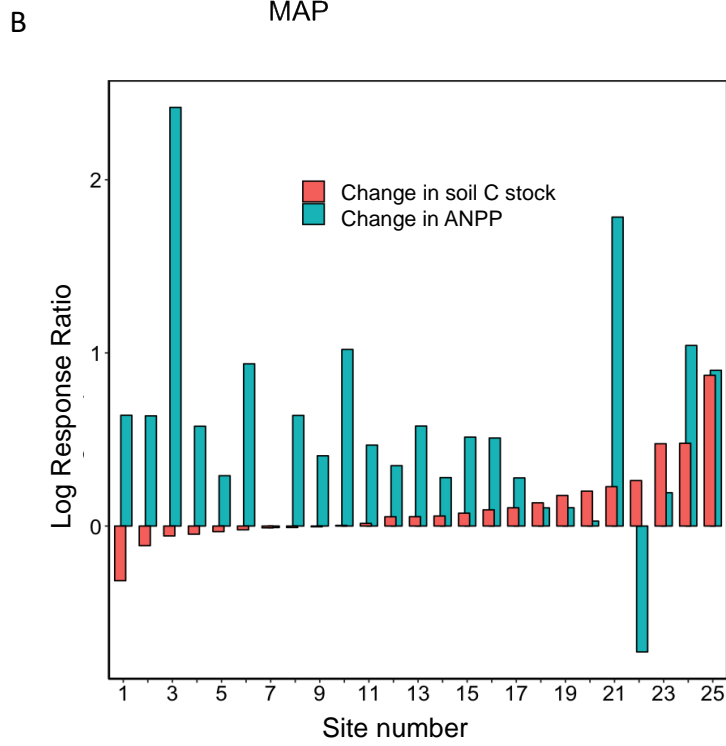 MAP
B
2
1
0
Log Response Ratio
Change in soil C stock
Change in ANPP
1 3 5 7 9 11 13 15 17 19 21 23 25
Site number